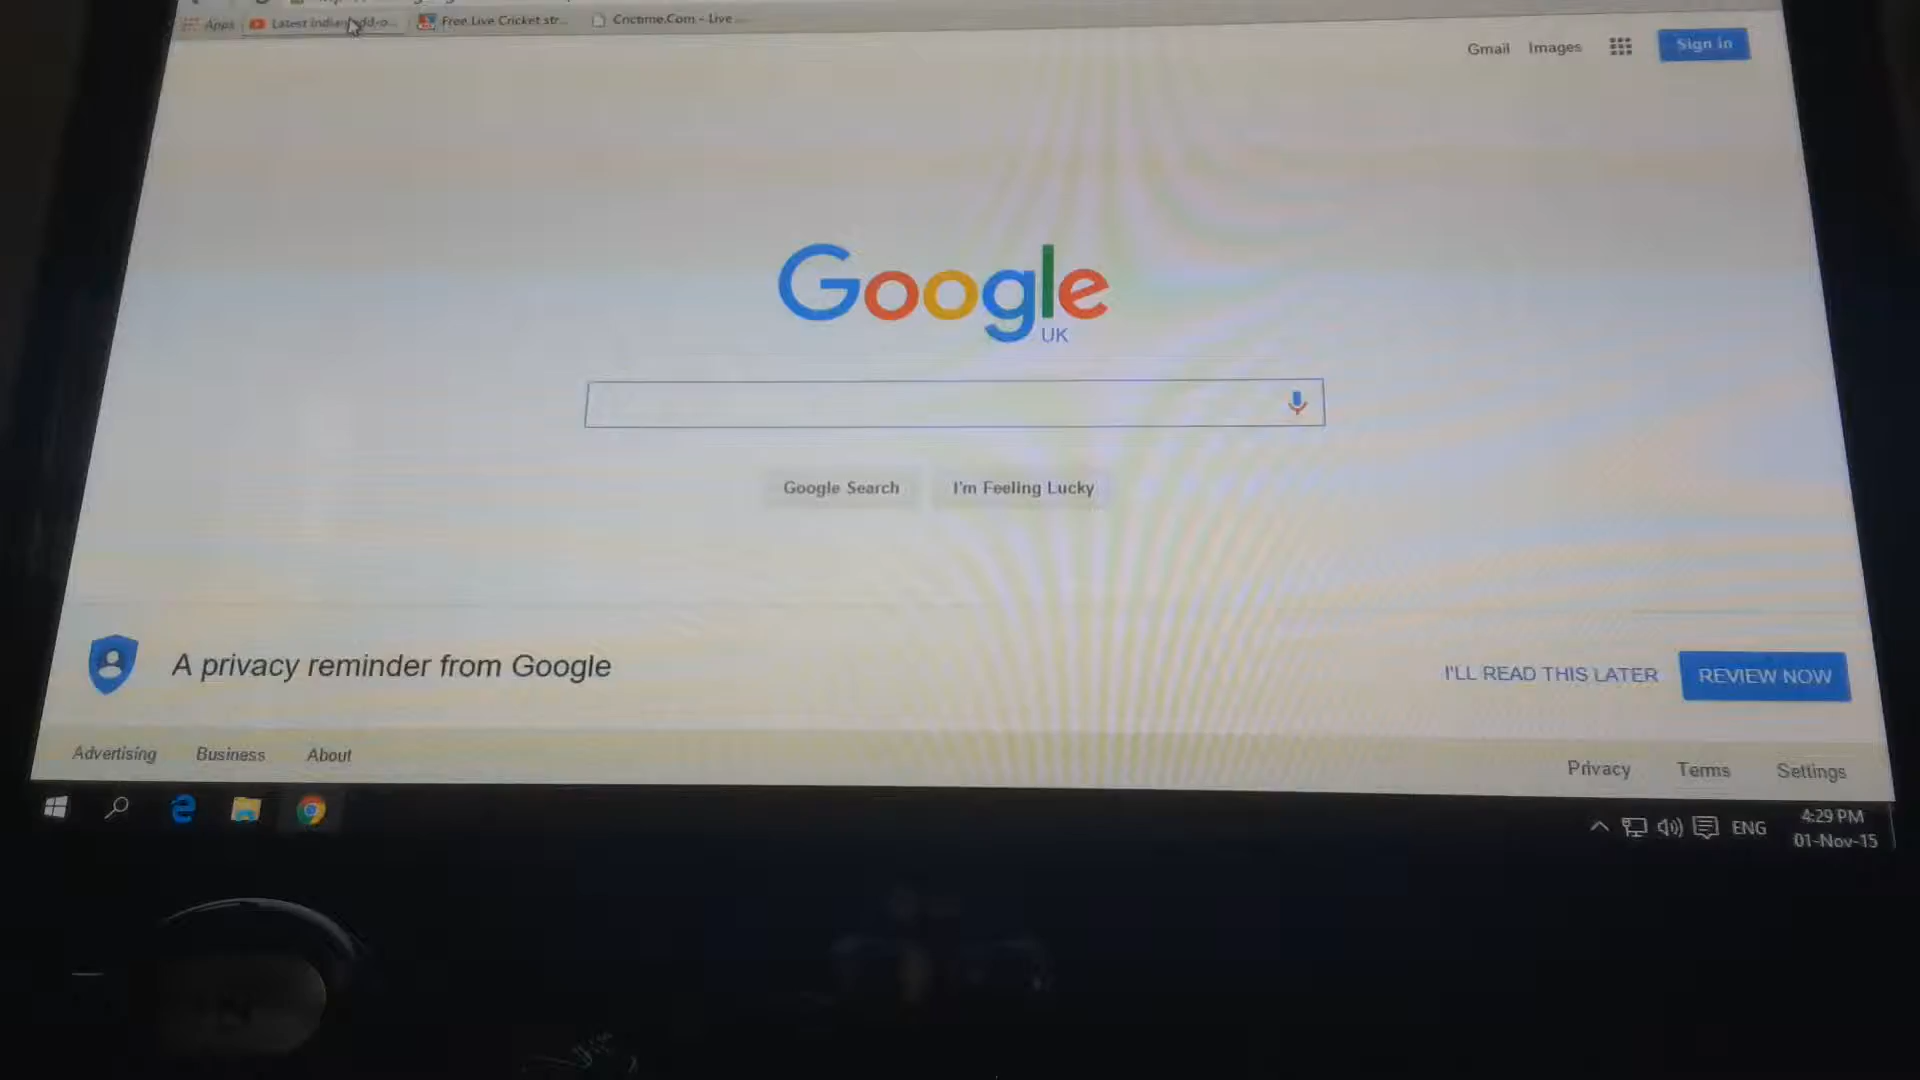 Apps Latest Indian Add-o... Free Live Cricket str... Crictime.Com - Live ...
Gmail Images Sign in
Google
UK
Google Search I'm Feeling Lucky
A privacy reminder from Google
I'LL READ THIS LATER REVIEW NOW
Advertising Business About
Privacy Terms Settings
ENG
4:29 PM
01-Nov-15